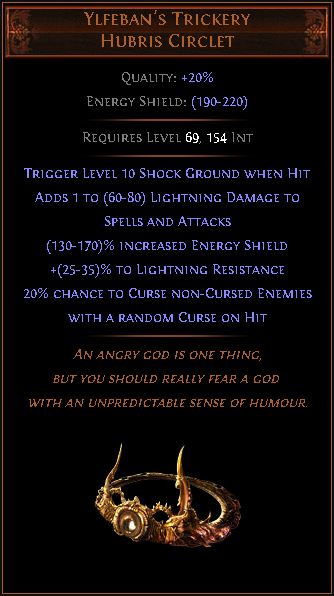 Ylfeban's Trickery
Hubris Circlet
Quality: +20%
Energy Shield: (190-220)
Requires Level 69, 154 Int
Trigger Level 10 Shock Ground when Hit
Adds 1 to (60-80) Lightning Damage to
Spells and Attacks
(130-170)% increased Energy Shield
+(25-35)% to Lightning Resistance
20% chance to Curse non-Cursed Enemies
with a random Curse on Hit
An angry god is one thing,
but you should really fear a god
with an unpredictable sense of humour.